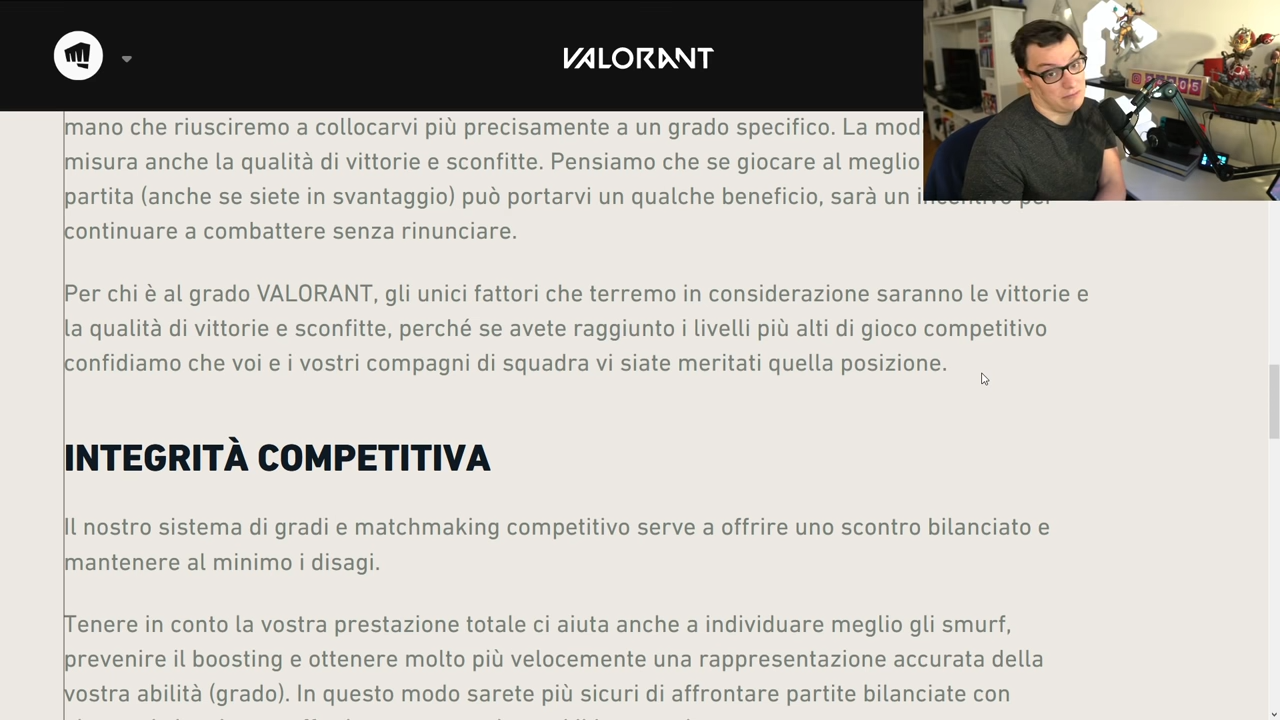 VALORANT
mano che riusciremo a collocarvi più precisamente a un grado specifico. La
misura anche la qualità di vittorie e sconfitte. Pensiamo che se giocare al meglio
partita (anche se siete in svantaggio) può portarvi un qualche beneficio, sarà un incentivo per
continuare a combattere senza rinunciare.
Per chi è al grado VALORANT, gli unici fattori che terremo in considerazione saranno le vittorie e
la qualità di vittorie e sconfitte, perché se avete raggiunto i livelli più alti di gioco competitivo
confidiamo che voi e i vostri compagni di squadra vi siate meritati quella posizione.
INTEGRITÀ COMPETITIVA
Il nostro sistema di gradi e matchmaking competitivo serve a offrire uno scontro bilanciato e
mantenere al minimo i disagi.
Tenere in conto la vostra prestazione totale ci aiuta anche a individuare meglio gli smurf,
prevenire il boosting e ottenere molto più velocemente una rappresentazione accurata della
vostra abilità (grado). In questo modo sarete più sicuri di affrontare partite bilanciate con